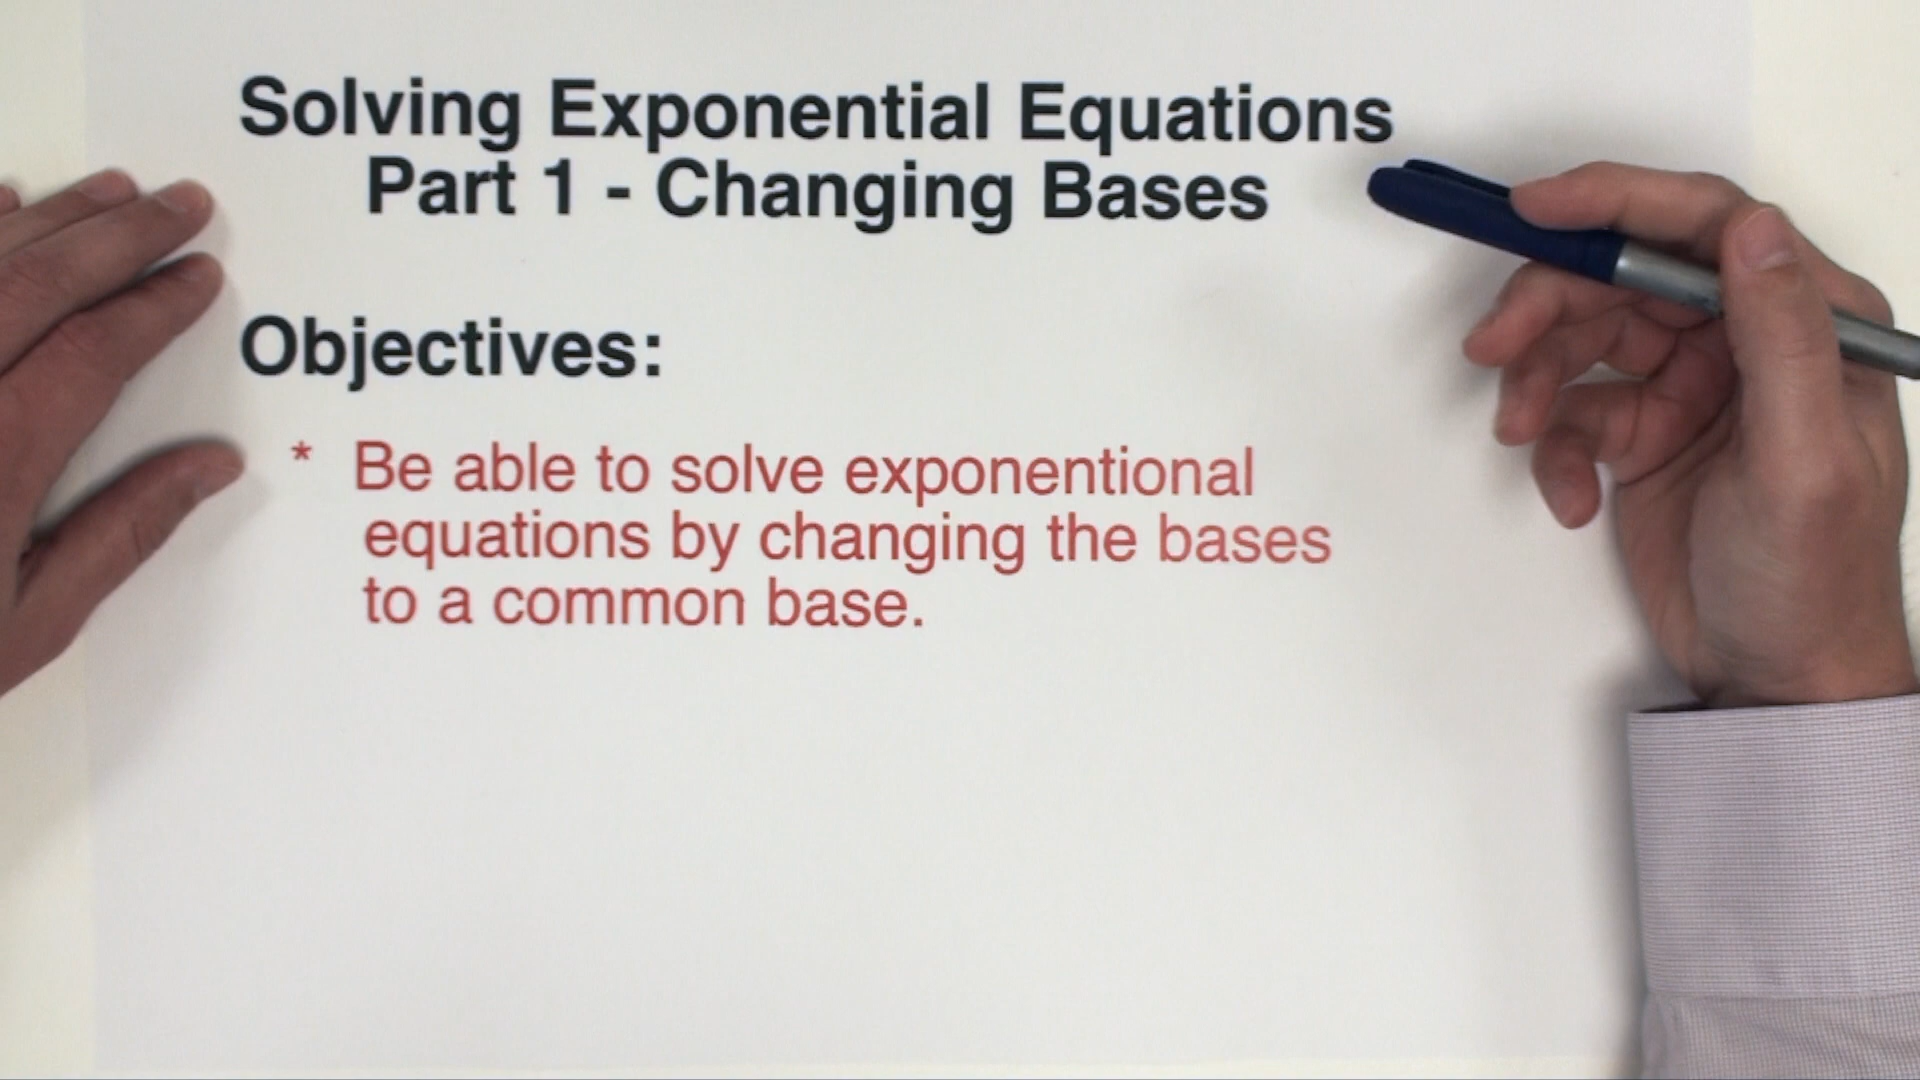 Solving Exponential Equations
Part 1 - Changing Bases
Objectives:
* Be able to solve exponentional
equations by changing the bases
to a common base.